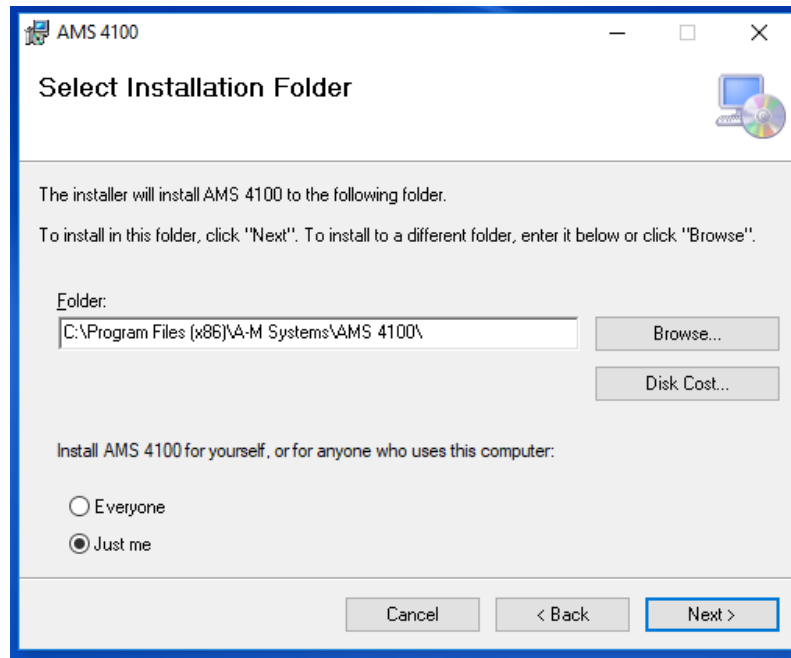 AMS 4100
Select Installation Folder
The installer will install AMS 4100 to the following folder.
To install in this folder, click "Next". To install to a different folder, enter it below or click "Browse".
Folder:
C:\Program Files (x86)\A-M Systems\AMS 4100\
Browse...
Disk Cost...
Install AMS 4100 for yourself, or for anyone who uses this computer:
Everyone
Just me
Cancel
< Back
Next >